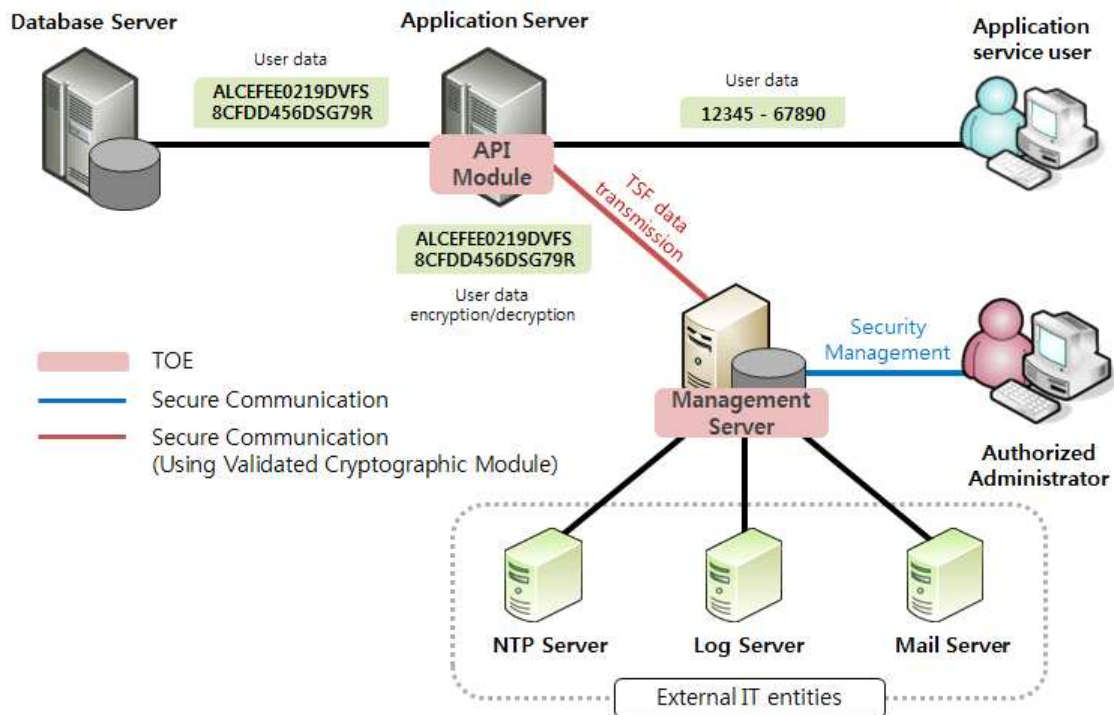 Database Server
Application Server
Application
service user
User data
ALCEFEE0219DVFS
8CFDD456DSG79R
User data
12345 - 67890
API
Module
TSF data
transmission
ALCEFEE0219DVFS
8CFDD456DSG79R
User data
encryption/decryption
Security
Management
TOE
Secure Communication
Secure Communication
(Using Validated Cryptographic Module)
Management
Server
Authorized
Administrator
NTP Server
Log Server
Mail Server
External IT entities